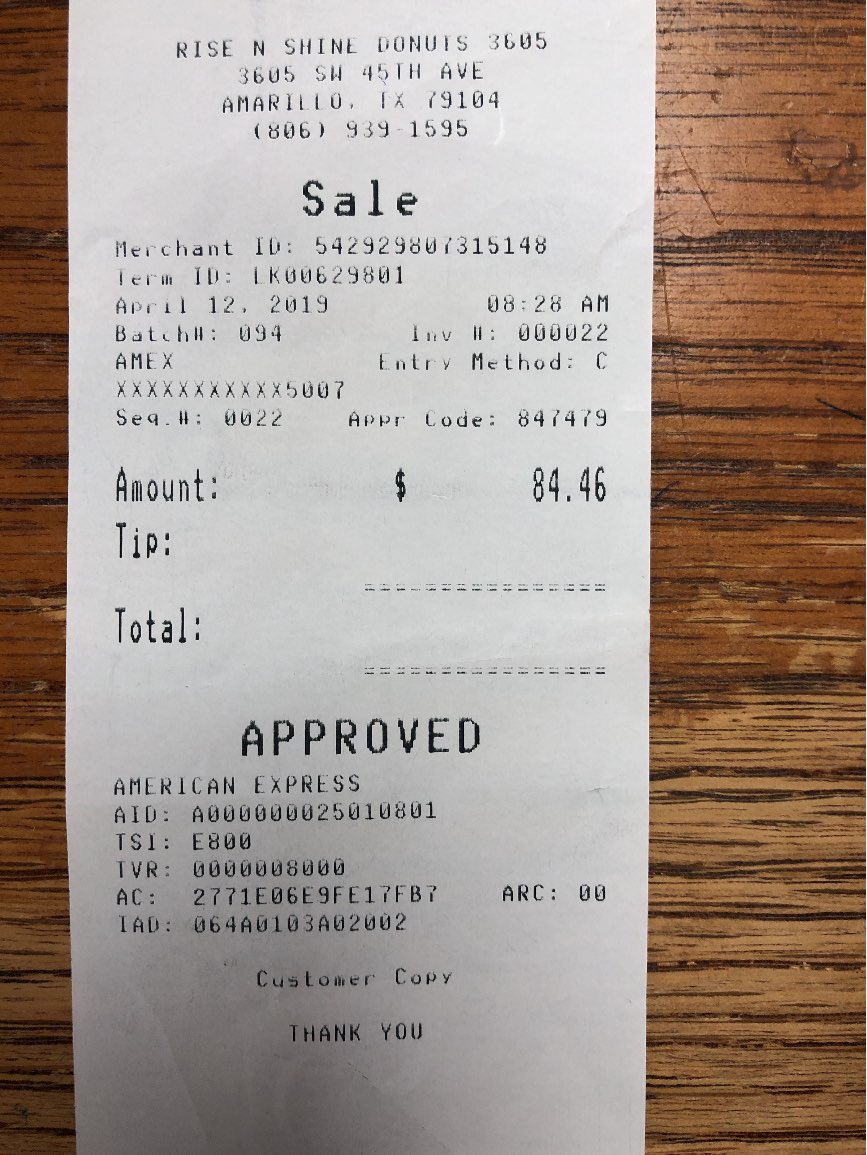 RISE N SHINE DONUTS 3605
3605 SW 45TH AVE
AMARILLO, TX 79104
(806) 939-1595
Sale
Merchant ID: 542929807315148
Term ID: LK00629801
April 12, 2019 08:28 AM
Batch#: 094 Inv #: 000022
AMEX Entry Method: C
XXXXXXXXXXX5007
Seq.#: 0022 Appr Code: 847479
Amount: $ 84.46
Tip:
================
Total:
================
APPROVED
AMERICAN EXPRESS
AID: A000000025010801
TSI: E800
TVR: 0000008000
AC: 2771E06E9FE17FB7 ARC: 00
IAD: 064A0103A02002
Customer Copy
THANK YOU